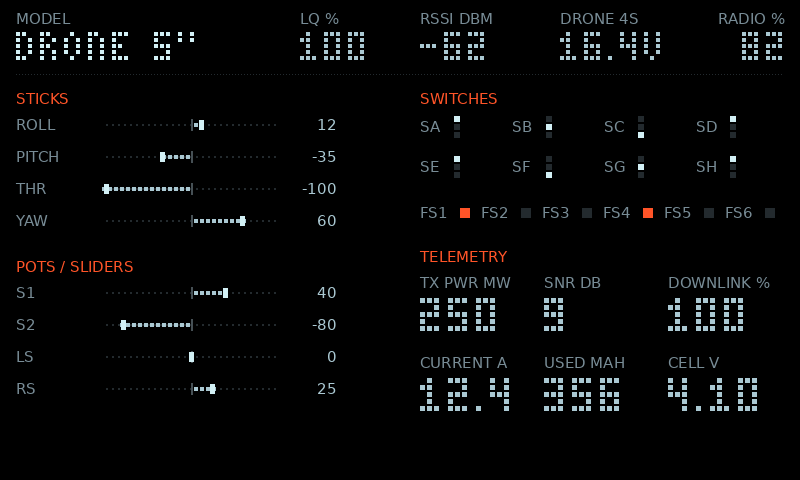 MODEL LQ % RSSI DBM DRONE 4S RADIO %
DRONE 5" 100 -62 16.4V 82
STICKS
ROLL 12
PITCH -35
THR -100
YAW 60
POTS / SLIDERS
S1 40
S2 -80
LS 0
RS 25
SWITCHES
SA SB SC SD
SE SF SG SH
FS1 FS2 FS3 FS4 FS5 FS6
TELEMETRY
TX PWR MW SNR DB DOWNLINK %
250 9 100
CURRENT A USED MAH CELL V
12.4 356 4.10